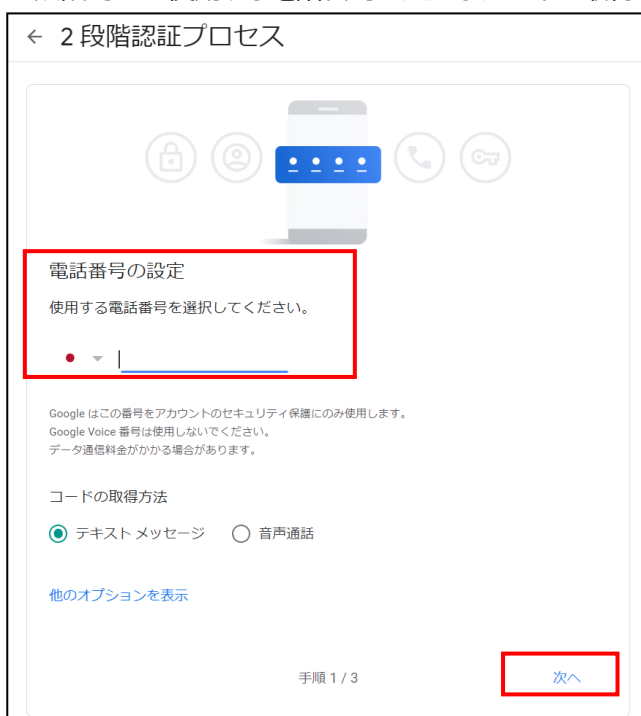 2 段階認証プロセス
電話番号の設定
使用する電話番号を選択してください。
Google はこの番号をアカウントのセキュリティ保護にのみ使用します。
Google Voice 番号は使用しないでください。
データ通信料金がかかる場合があります。
コードの取得方法
テキスト メッセージ 音声通話
他のオプションを表示
手順 1 / 3 次へ